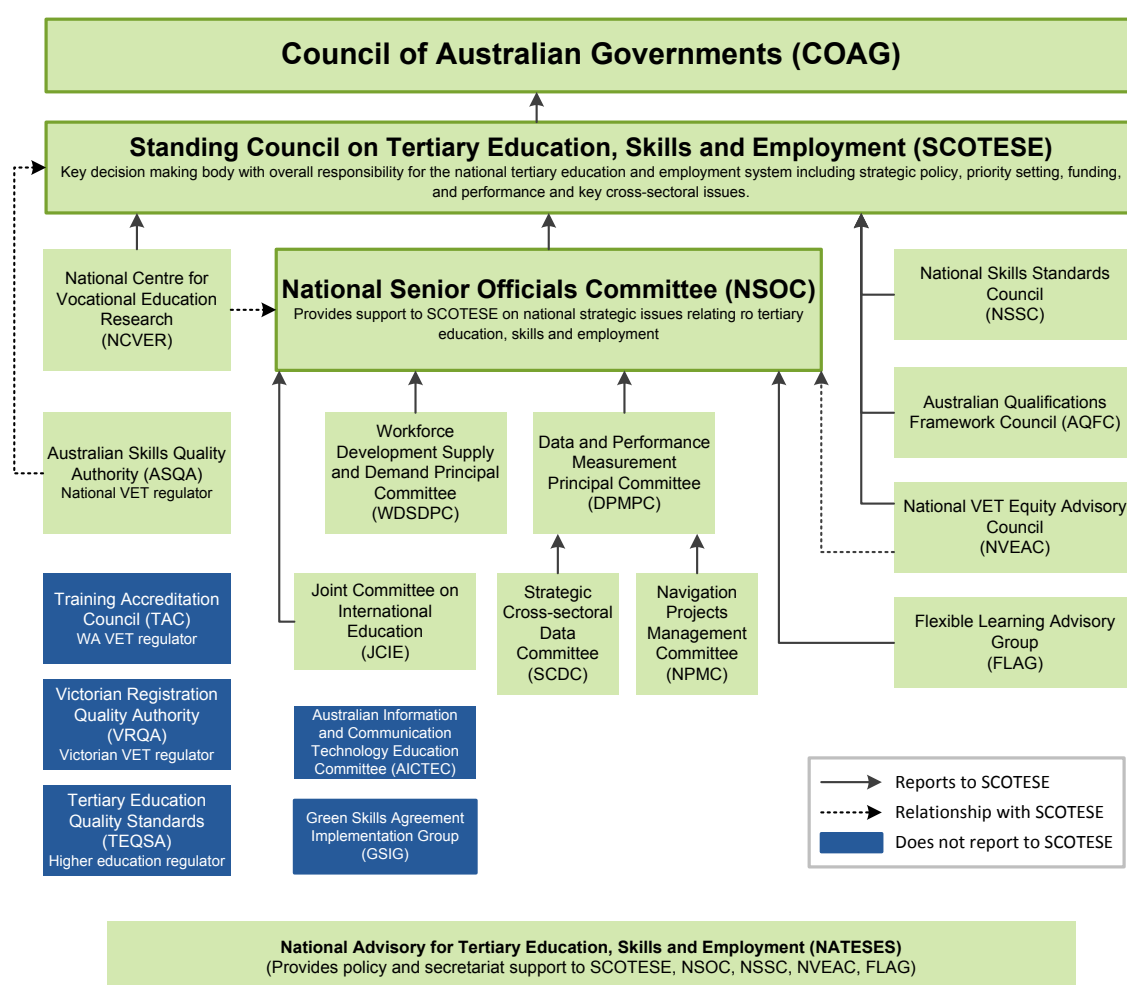 Council of Australian Governments (COAG)
Standing Council on Tertiary Education, Skills and Employment (SCOTESE)
Key decision making body with overall responsibility for the national tertiary education and employment system including strategic policy, priority setting, funding,
and performance and key cross-sectoral issues.
National Centre for
Vocational Education
Research
(NCVER)
National Senior Officials Committee (NSOC)
Provides support to SCOTESE on national strategic issues relating ro tertiary
education, skills and employment
National Skills Standards
Council
(NSSC)
Australian Qualifications
Framework Council (AQFC)
Australian Skills Quality
Authority (ASQA)
National VET regulator
Workforce
Development Supply
and Demand Principal
Committee
(WDSDPC)
Data and Performance
Measurement
Principal Committee
(DPMPC)
National VET Equity Advisory
Council
(NVEAC)
Training Accreditation
Council (TAC)
WA VET regulator
Joint Committee on
International
Education
(JCIE)
Strategic
Cross-sectoral
Data
Committee
(SCDC)
Navigation
Projects
Management
Committee
(NPMC)
Flexible Learning Advisory
Group
(FLAG)
Victorian Registration
Quality Authority
(VRQA)
Victorian VET regulator
Australian Information
and Communication
Technology Education
Committee (AICTEC)
Tertiary Education
Quality Standards
(TEQSA)
Higher education regulator
Green Skills Agreement
Implementation Group
(GSIG)
Reports to SCOTESE
Relationship with SCOTESE
Does not report to SCOTESE
National Advisory for Tertiary Education, Skills and Employment (NATESES)
(Provides policy and secretariat support to SCOTESE, NSOC, NSSC, NVEAC, FLAG)